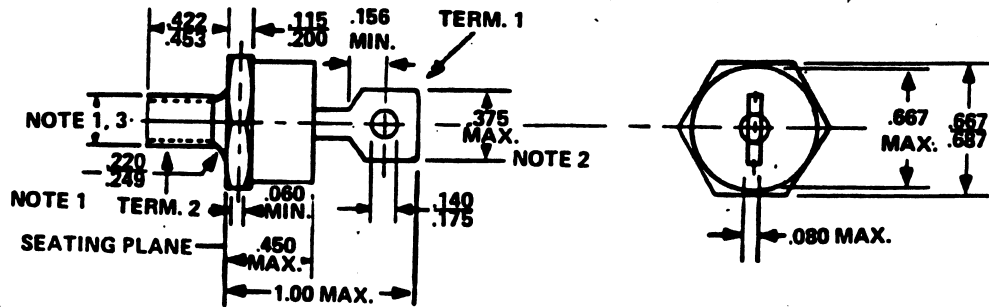 .422
.453
.115
.200
.156
MIN.
TERM. 1
NOTE 1, 3
.220
.249
NOTE 1
TERM. 2
.060
MIN.
SEATING PLANE
.450
MAX.
1.00 MAX.
.375
MAX.
NOTE 2
.140
.175
.667
MAX.
.667
.687
.080 MAX.